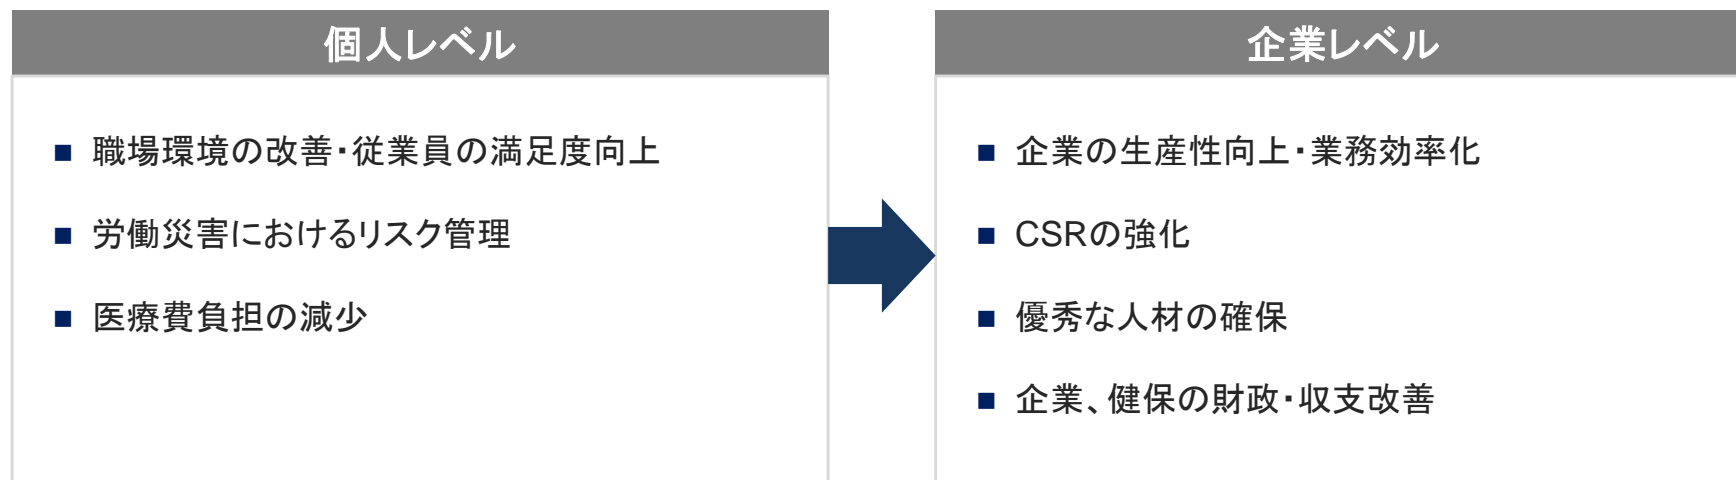 個人レベル
職場環境の改善・従業員の満足度向上
労働災害におけるリスク管理
医療費負担の減少
企業レベル
企業の生産性向上・業務効率化
CSRの強化
優秀な人材の確保
企業、健保の財政・収支改善